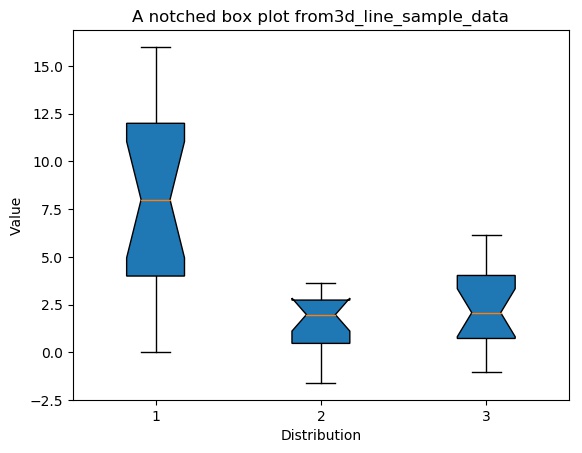 A notched box plot from3d_line_sample_data
15.0
12.5
10.0
7.5
5.0
2.5
0.0
−2.5
Value
1 2 3
Distribution